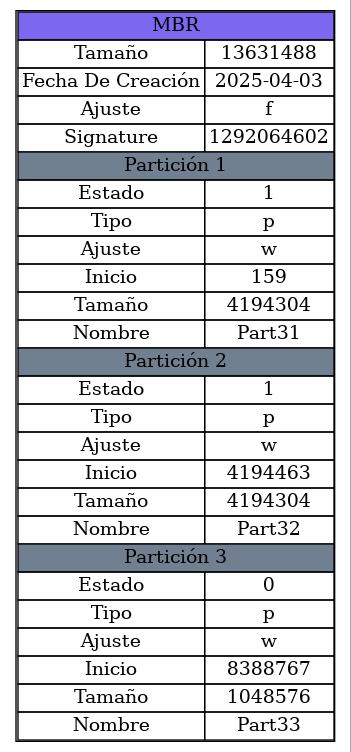 MBR
Tamaño 13631488
Fecha De Creación 2025-04-03
Ajuste f
Signature 1292064602
Partición 1
Estado 1
Tipo p
Ajuste w
Inicio 159
Tamaño 4194304
Nombre Part31
Partición 2
Estado 1
Tipo p
Ajuste w
Inicio 4194463
Tamaño 4194304
Nombre Part32
Partición 3
Estado 0
Tipo p
Ajuste w
Inicio 8388767
Tamaño 1048576
Nombre Part33